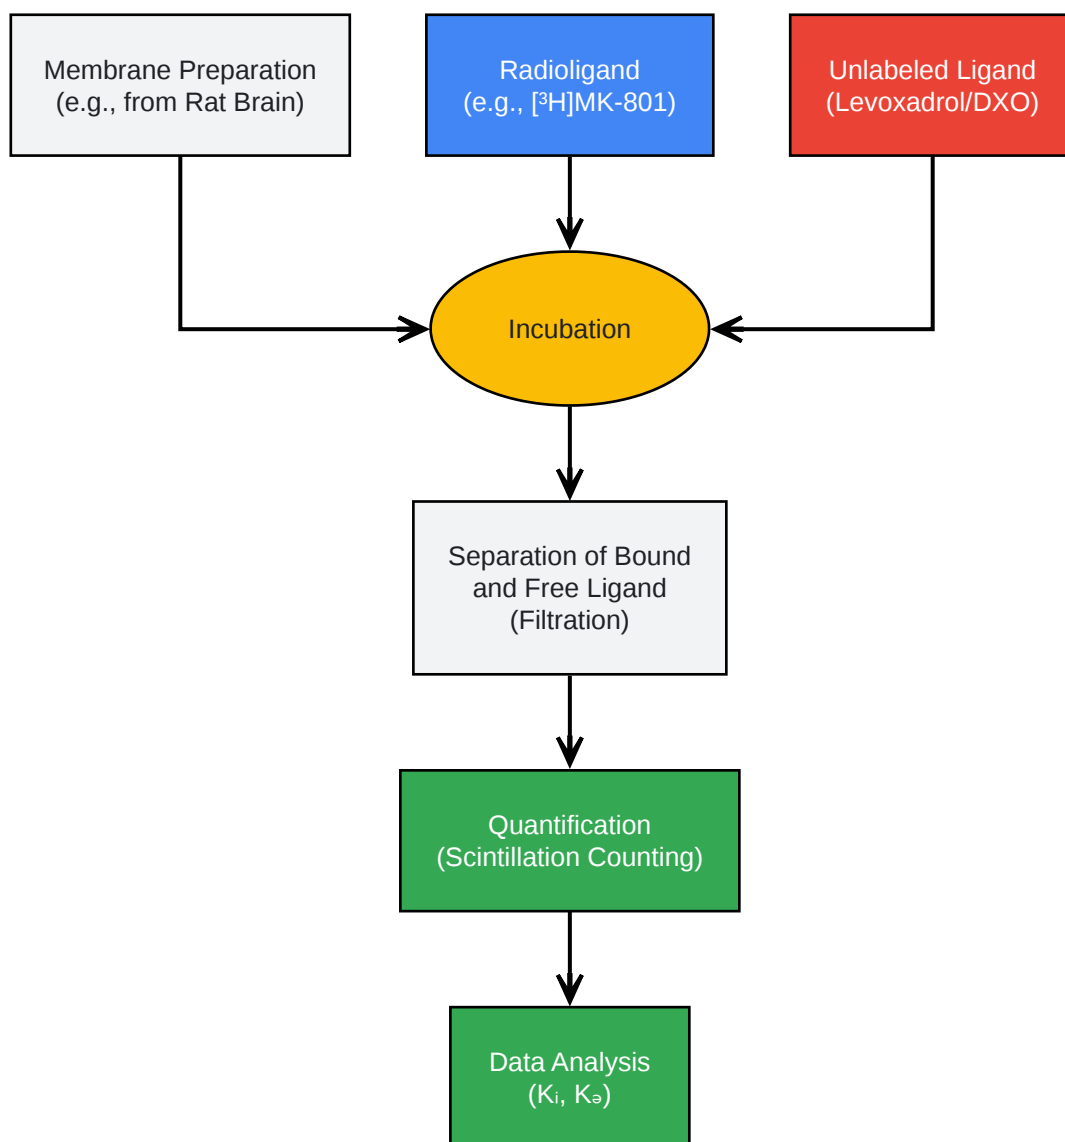 Membrane Preparation
(e.g., from Rat Brain)
Radioligand
(e.g., [³H]MK-801)
Unlabeled Ligand
(Levoxadrol/DXO)
Incubation
Separation of Bound
and Free Ligand
(Filtration)
Quantification
(Scintillation Counting)
Data Analysis
(Kᵢ, Kₔ)